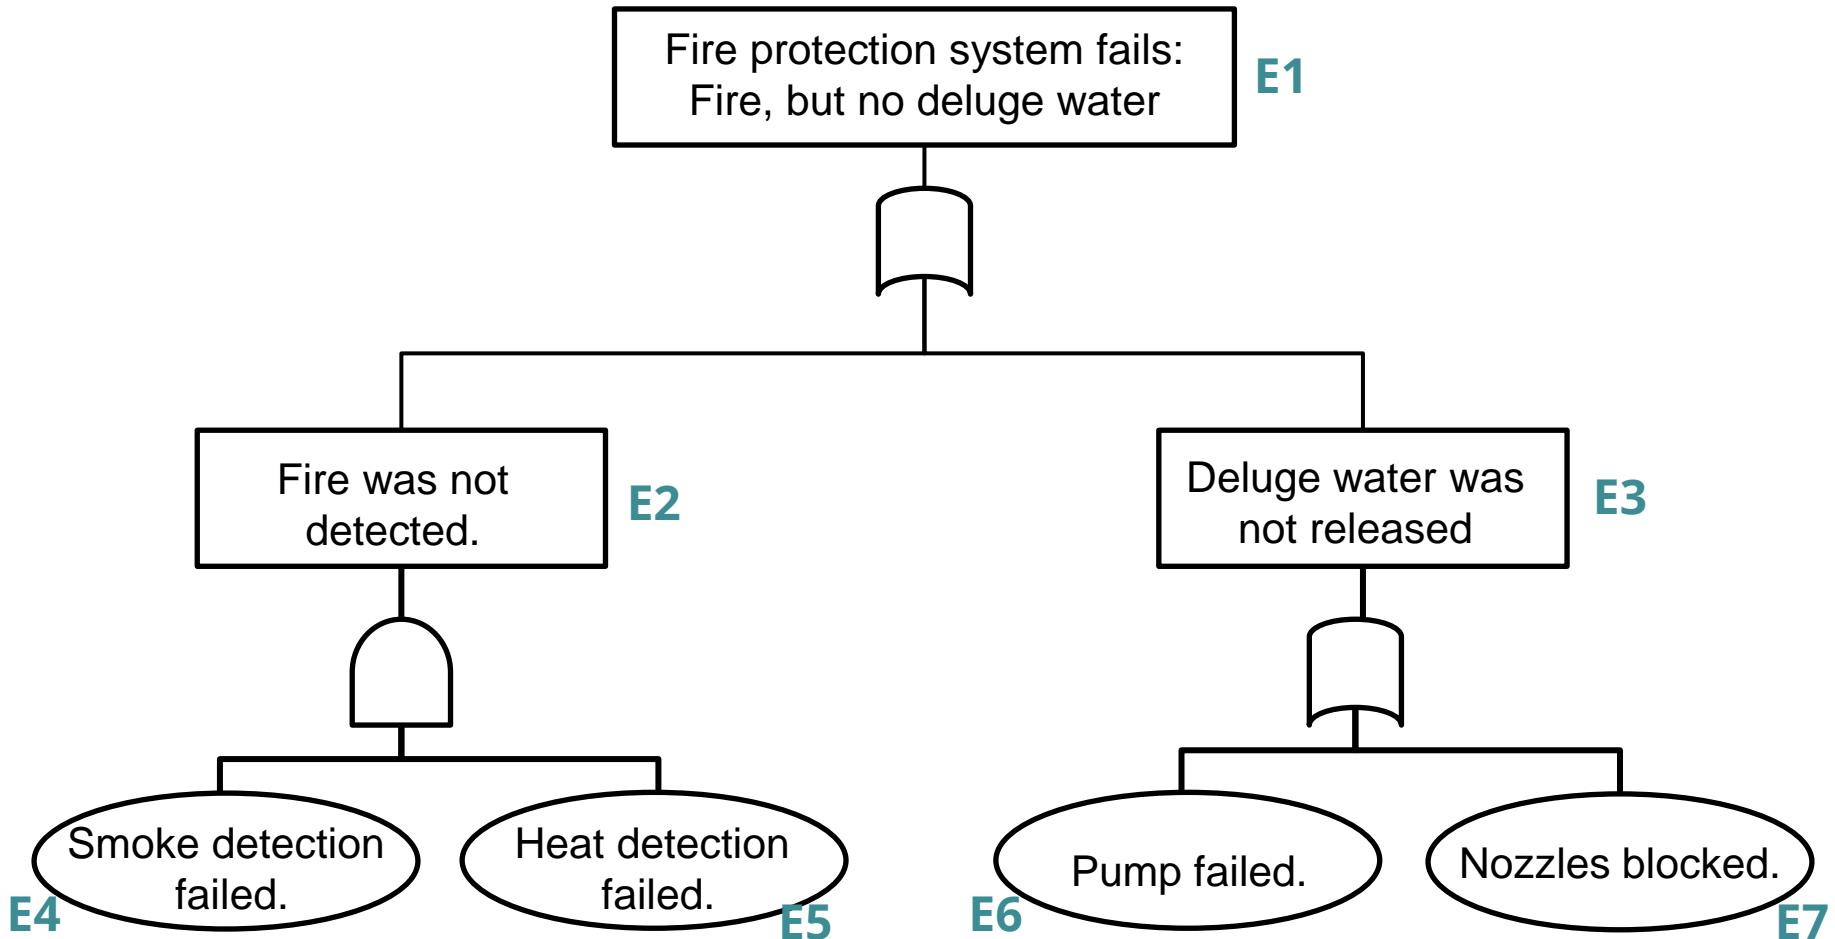 Fire protection system fails:
Fire, but no deluge water
E1
Fire was not
detected.
E2
Deluge water was
not released
E3
Smoke detection
failed.
E4
Heat detection
failed.
E5
Pump failed.
E6
Nozzles blocked.
E7